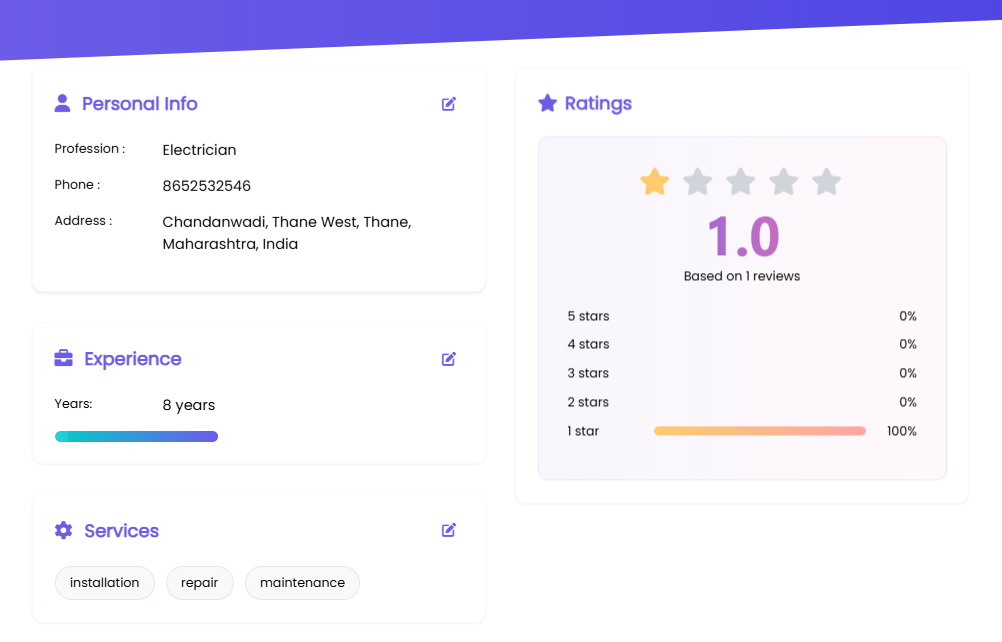 Personal Info
Profession :
Electrician
Phone :
8652532546
Address :
Chandanwadi, Thane West, Thane,
Maharashtra, India
Experience
Years:
8 years
Services
installation
repair
maintenance
Ratings
1.0
Based on 1 reviews
5 stars 0%
4 stars 0%
3 stars 0%
2 stars 0%
1 star 100%